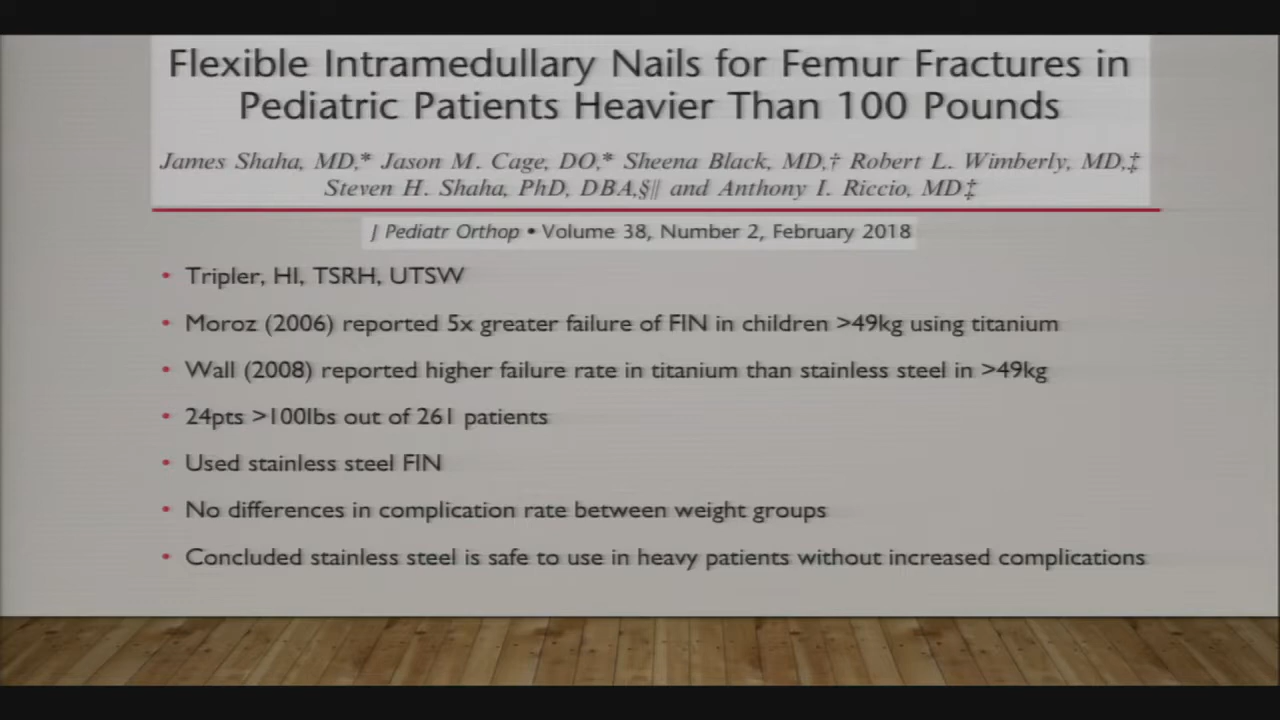 Flexible Intramedullary Nails for Femur Fractures in
Pediatric Patients Heavier Than 100 Pounds
James Shaha, MD,* Jason M. Cage, DO,* Sheena Black, MD,† Robert L. Wimberly, MD,‡
Steven H. Shaha, PhD, DBA,§‖ and Anthony I. Riccio, MD‡
J Pediatr Orthop • Volume 38, Number 2, February 2018
• Tripler, HI, TSRH, UTSW
• Moroz (2006) reported 5x greater failure of FIN in children >49kg using titanium
• Wall (2008) reported higher failure rate in titanium than stainless steel in >49kg
• 24pts >100lbs out of 261 patients
• Used stainless steel FIN
• No differences in complication rate between weight groups
• Concluded stainless steel is safe to use in heavy patients without increased complications